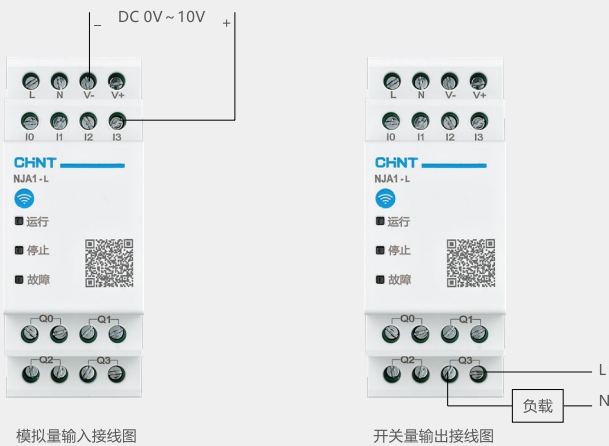 DC 0V~10V
− +
L N V- V+
I0 I1 I2 I3
CHNT
NJA1-L
运行
停止
故障
Q0 Q1
Q2 Q3
模拟量输入接线图
L N V- V+
I0 I1 I2 I3
CHNT
NJA1-L
运行
停止
故障
Q0 Q1
Q2 Q3
L
负载 N
开关量输出接线图